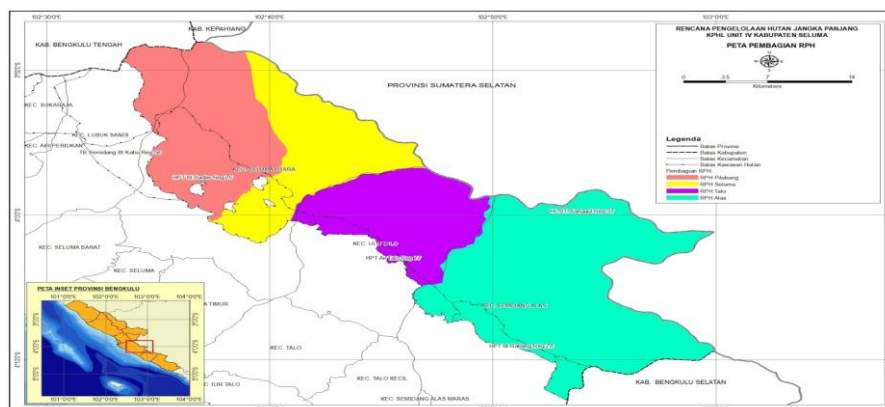 102°30'0"E
102°40'0"E
102°50'0"E
103°0'0"E
KAB. KEPAHIANG
KAB. BENGKULU TENGAH
RENCANA PENGELOLAAN HUTAN JANGKA PANJANG
KPHL UNIT IV KABUPATEN SELUMA
PETA PEMBAGIAN RPH
0 3.5 7 14
Kilometers
PROVINSI SUMATERA SELATAN
KEC. SUKARAJA
KEC. LUBUK SANDI
KEC. AIR PERIUKAN
Legenda
Batas Provinsi
Batas Kabupaten
Batas Kecamatan
Batas Kawasan Hutan
Pembagian RPH
RPH Pilubang
RPH Seluma
RPH Talo
RPH Alas
KEC. ULU TALO
KEC. SELUMA BARAT
KEC. SELUMA
TIMUR
KEC. SEMIDANG ALAS
KEC. TALO
KEC. TALO KECIL
KEC. ILIR TALO
KEC. SEMIDANG ALAS MARAS
KAB. BENGKULU SELATAN
PETA INSET PROVINSI BENGKULU
101°0'0"E 102°0'0"E 103°0'0"E 104°0'0"E